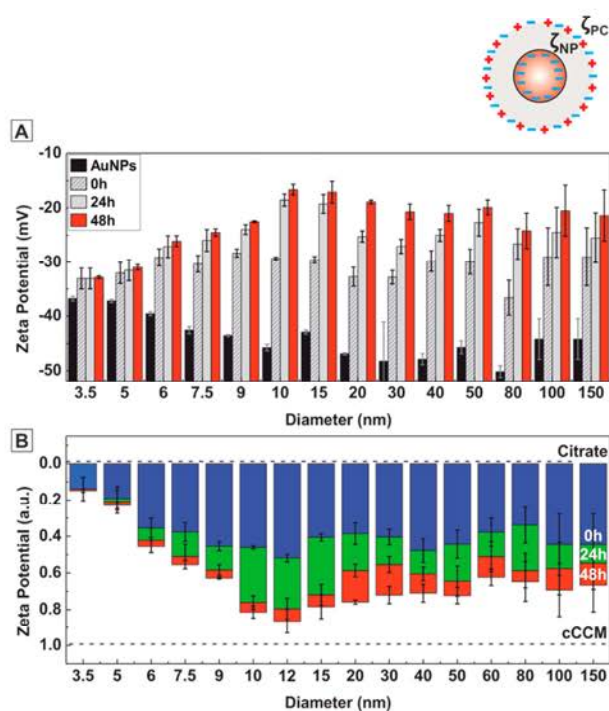 ζPC
ζNP
A
-10
-20
-30
-40
-50
Zeta Potential (mV)
AuNPs
0h
24h
48h
3.5 5 6 7.5 9 10 15 20 30 40 50 80 100 150
Diameter (nm)
B
Citrate
0.0
0.2
0.4
0.6
0.8
1.0
Zeta Potential (a.u.)
0h
24h
48h
cCCM
3.5 5 6 7.5 9 10 12 15 20 30 40 50 60 80 100 150
Diameter (nm)